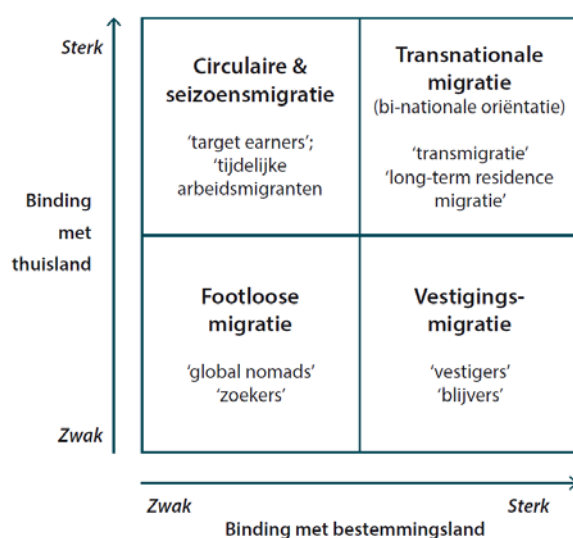 Sterk
Circulaire &
seizoensmigratie
'target earners';
'tijdelijke
arbeidsmigranten
Transnationale
migratie
(bi-nationale oriëntatie)
'transmigratie'
'long-term residence
migratie'
Binding
met
thuisland
Footloose
migratie
'global nomads'
'zoekers'
Vestigings-
migratie
'vestigers'
'blijvers'
Zwak
Zwak
Sterk
Binding met bestemmingsland